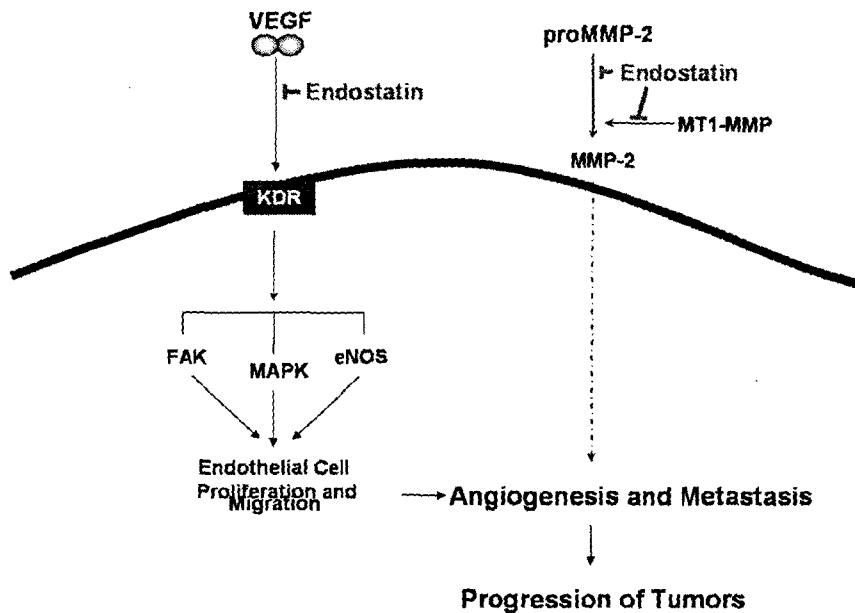 VEGF
Endostatin
KDR
FAK
MAPK
eNOS
Endothelial Cell
Proliferation and
Migration
proMMP-2
Endostatin
MT1-MMP
MMP-2
Angiogenesis and Metastasis
Progression of Tumors